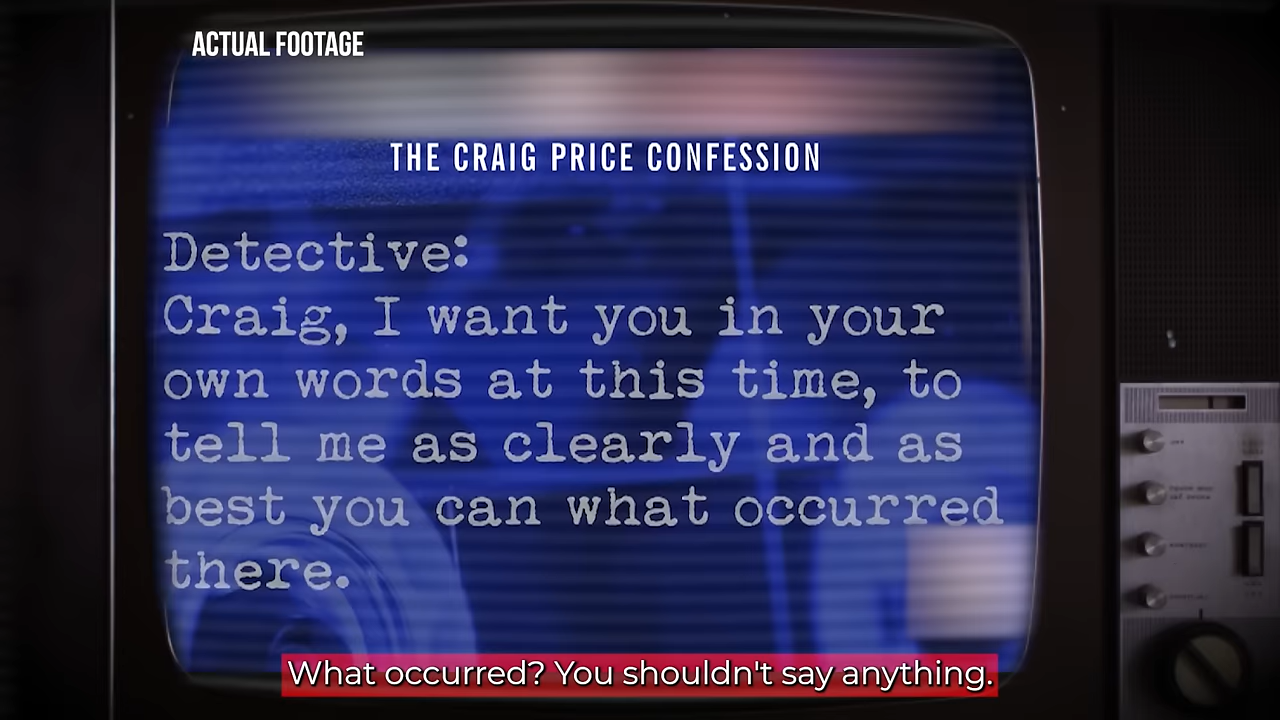 ACTUAL FOOTAGE
THE CRAIG PRICE CONFESSION
Detective:
Craig, I want you in your
own words at this time, to
tell me as clearly and as
best you can what occurred
there.
What occurred? You shouldn't say anything.